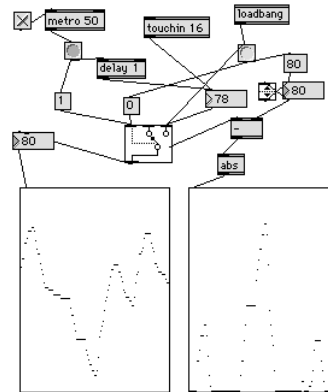 metro 50
loadbang
touchin 16
delay 1
80
1
0
78
80
80
-
abs